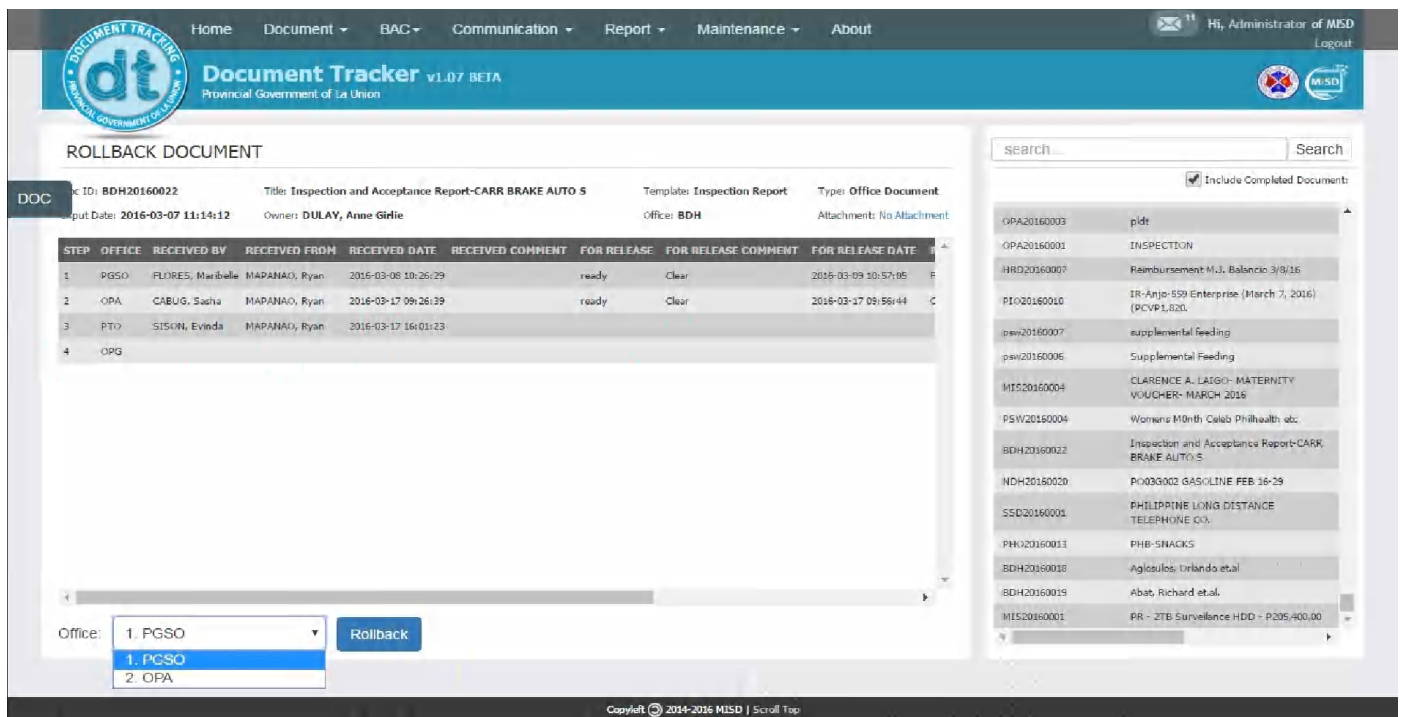 Home Document BAC Communication Report Maintenance About 11 Hi, Administrator of MISD
Logout
DOCUMENT TRACKING
dt
PROVINCIAL GOVERNMENT OF LA UNION
Document Tracker v1.07 BETA
Provincial Government of La Union
MISD
ROLLBACK DOCUMENT
DOC
ID: BDH20160022 Title: Inspection and Acceptance Report-CARR BRAKE AUTO S Template: Inspection Report Type: Office Document
Date: 2016-03-07 11:14:12 Owner: DULAY, Anne Girlie Office: BDH Attachment: No Attachment
STEP OFFICE RECEIVED BY RECEIVED FROM RECEIVED DATE RECEIVED COMMENT FOR RELEASE FOR RELEASE COMMENT FOR RELEASE DATE
1 PGSO FLORES, Maribelle MAPANAO, Ryan 2016-03-08 10:26:29 ready Clear 2016-03-09 10:57:05
2 OPA CABUG, Sasha MAPANAO, Ryan 2016-03-17 09:26:39 ready Clear 2016-03-17 09:56:44
3 PTO SISON, Evinda MAPANAO, Ryan 2016-03-17 16:01:23
4 OPG
Office: 1. PGSO Rollback
1. PGSO
2. OPA
search... Search
Include Completed Documents
OPA20160003 pldt
OPA20160001 INSPECTION
HRD20160007 Reimbursement M.J. Balancio 3/8/16
PIO20160010 IR-Anjo-559 Enterprise (March 7, 2016)
(PCVP1,820.
psw20160007 supplemental feeding
psw20160006 Supplemental Feeding
MIS20160004 CLARENCE A. LAIGO- MATERNITY
VOUCHER- MARCH 2016
PSW20160004 Womens M0nth Celeb Philhealth etc
BDH20160022 Inspection and Acceptance Report-CARR
BRAKE AUTO S
NDH20160020 PO03G002 GASOLINE FEB 16-29
SSD20160001 PHILIPPINE LONG DISTANCE
TELEPHONE CO.
PHO20160013 PHB-SNACKS
BDH20160018 Aglosolos, Orlando et.al
BDH20160019 Abat, Richard et.al.
MIS20160001 PR - 2TB Surveilance HDD - P205,400.00
Copyleft 2014-2016 MISD | Scroll Top